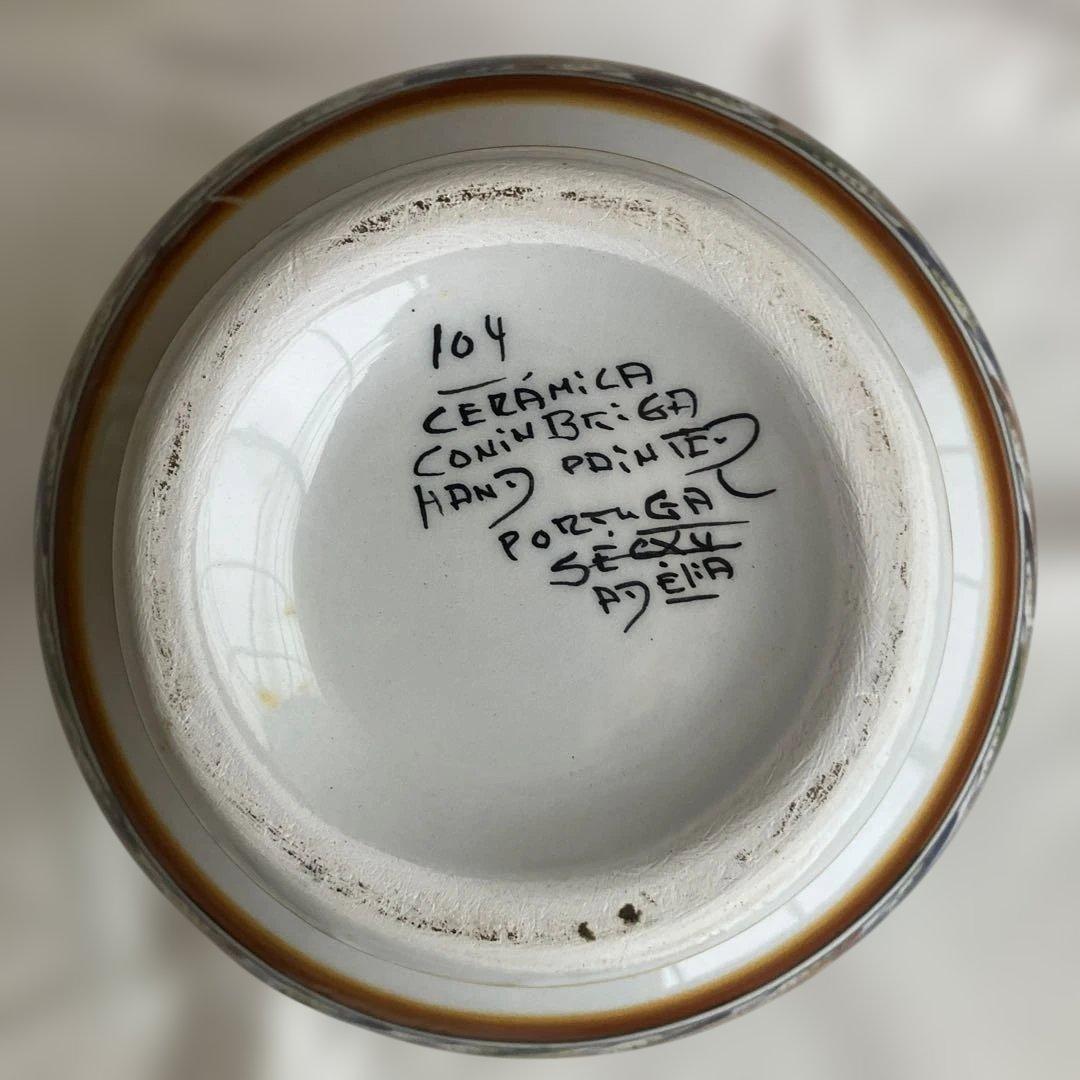 104
CERÁMICA
CONINBRIGA
HAND PAINTED
PORTUGAL
SÉC XV
ADÉLIA